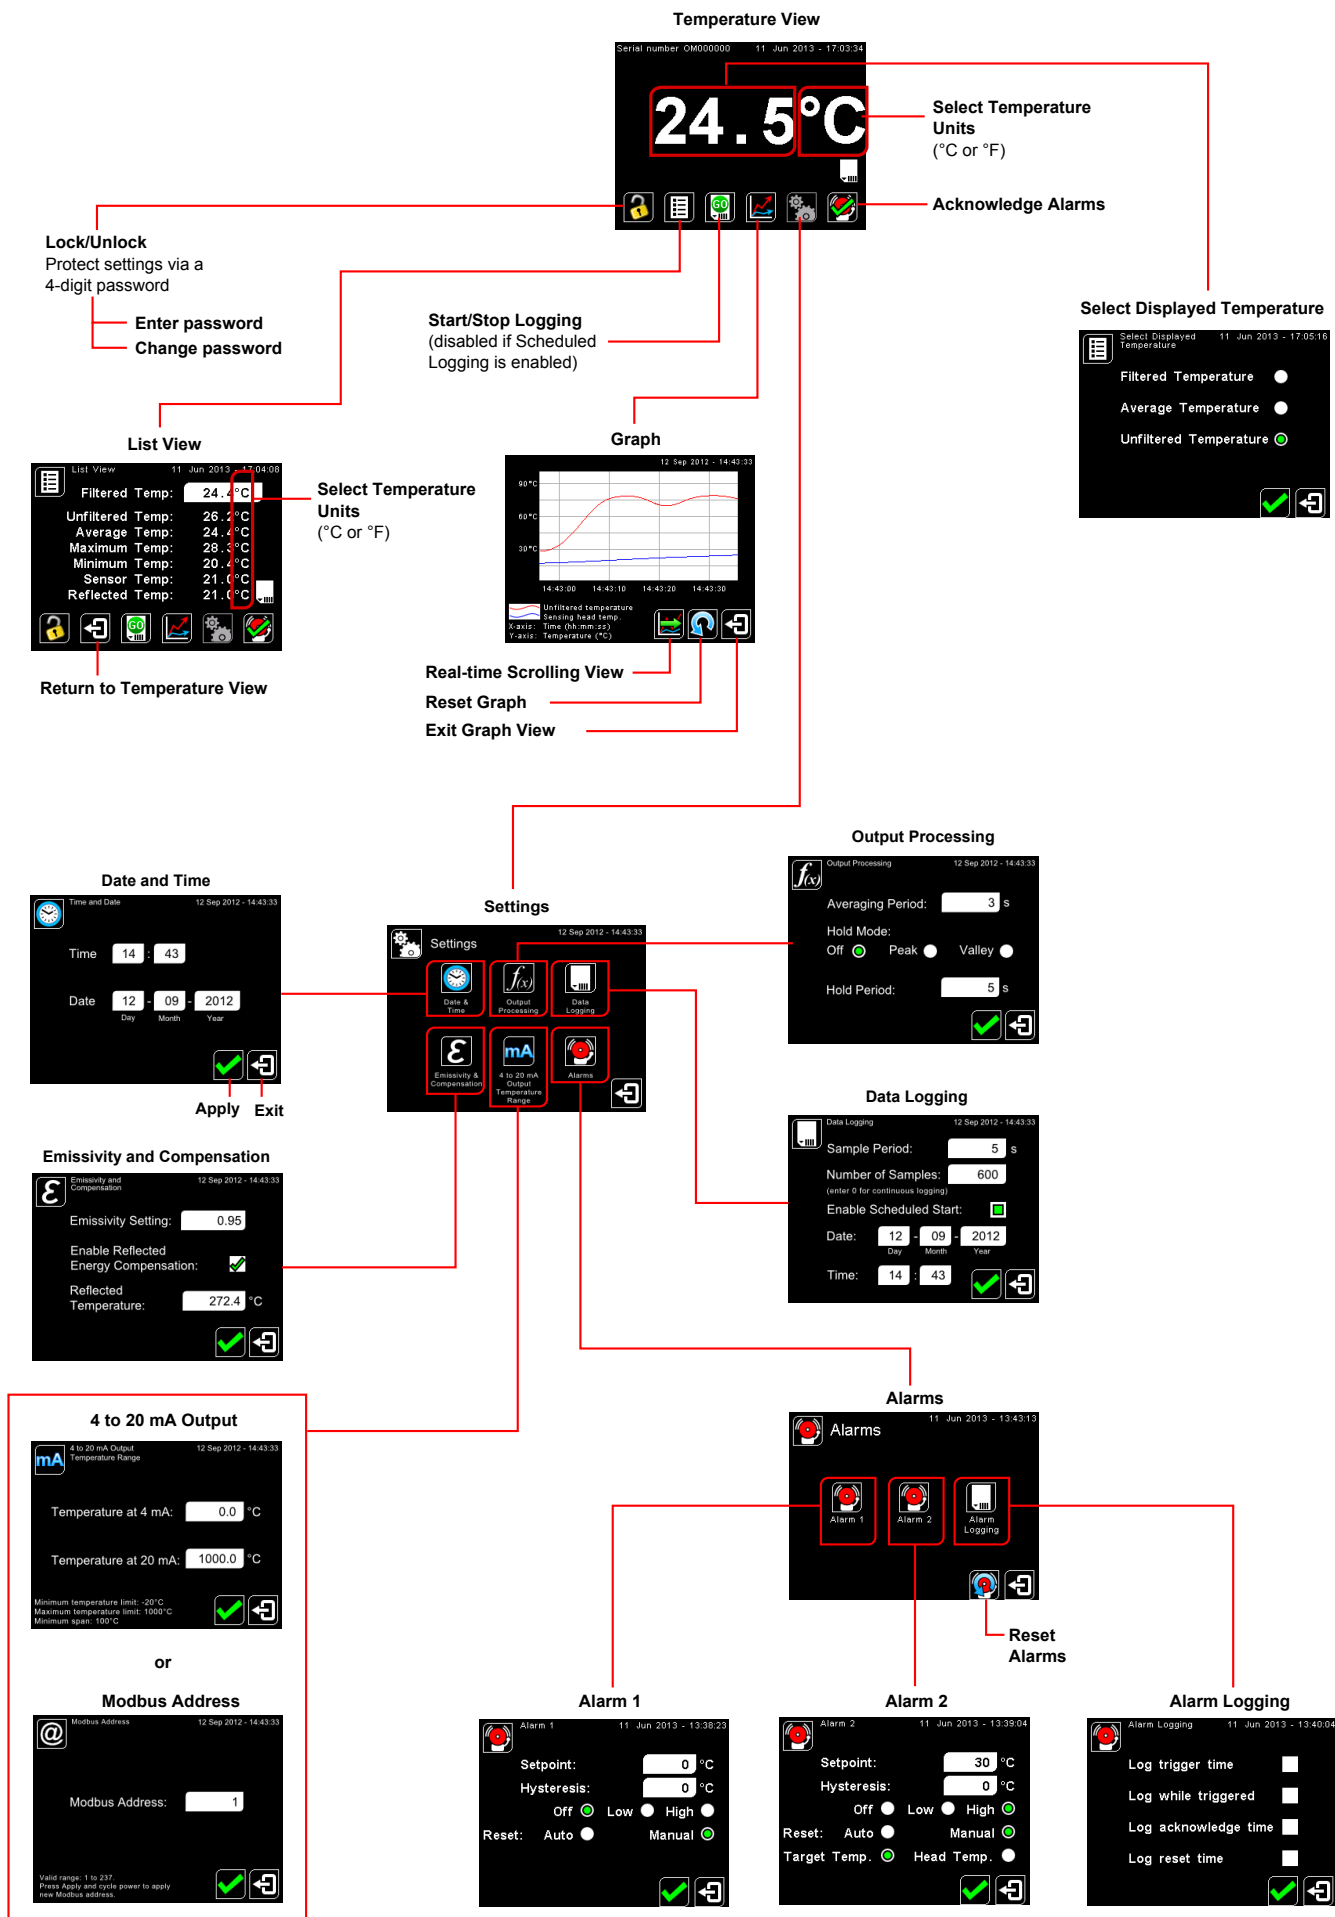 Temperature View
Serial number OM000000 11 Jun 2013 - 17:03:34
24.5°C
Select Temperature
Units
(°C or °F)
GO
Acknowledge Alarms
Lock/Unlock
Protect settings via a
4-digit password
Enter password
Change password
Start/Stop Logging
(disabled if Scheduled
Logging is enabled)
Select Displayed Temperature
Select Displayed
Temperature
11 Jun 2013 - 17:05:16
Filtered Temperature
Average Temperature
Unfiltered Temperature
List View
List View 11 Jun 2013 - 17:04:08
Filtered Temp: 24.4°C
Unfiltered Temp: 26.2°C
Average Temp: 24.4°C
Maximum Temp: 28.3°C
Minimum Temp: 20.4°C
Sensor Temp: 21.0°C
Reflected Temp: 21.0°C
GO
Select Temperature
Units
(°C or °F)
Return to Temperature View
Graph
12 Sep 2012 - 14:43:33
90°C
60°C
30°C
14:43:00 14:43:10 14:43:20 14:43:30
Unfiltered temperature
Sensing head temp.
X-axis: Time (hh:mm:ss)
Y-axis: Temperature (°C)
Real-time Scrolling View
Reset Graph
Exit Graph View
Date and Time
Time and Date 12 Sep 2012 - 14:43:33
Time 14 : 43
Date 12 - 09 - 2012
Day Month Year
Apply Exit
Settings
12 Sep 2012 - 14:43:33
Settings
Date &
Time
f(x)
Output
Processing
Data
Logging
ε
Emissivity &
Compensation
mA
4 to 20 mA
Output
Temperature
Range
Alarms
Output Processing
f(x)
Output Processing 12 Sep 2012 - 14:43:33
Averaging Period: 3 s
Hold Mode:
Off Peak Valley
Hold Period: 5 s
Data Logging
Data Logging 12 Sep 2012 - 14:43:33
Sample Period: 5 s
Number of Samples: 600
(enter 0 for continuous logging)
Enable Scheduled Start:
Date: 12 - 09 - 2012
Day Month Year
Time: 14 : 43
Emissivity and Compensation
ε
Emissivity and
Compensation
12 Sep 2012 - 14:43:33
Emissivity Setting: 0.95
Enable Reflected
Energy Compensation:
Reflected
Temperature: 272.4 °C
4 to 20 mA Output
mA
4 to 20 mA Output
Temperature Range
12 Sep 2012 - 14:43:33
Temperature at 4 mA: 0.0 °C
Temperature at 20 mA: 1000.0 °C
Minimum temperature limit: -20°C
Maximum temperature limit: 1000°C
Minimum span: 100°C
or
Modbus Address
@
Modbus Address 12 Sep 2012 - 14:43:33
Modbus Address: 1
Valid range: 1 to 237.
Press Apply and cycle power to apply
new Modbus address.
Alarms
11 Jun 2013 - 13:43:13
Alarms
Alarm 1
Alarm 2
Alarm
Logging
Reset
Alarms
Alarm 1
Alarm 1 11 Jun 2013 - 13:38:23
Setpoint: 0 °C
Hysteresis: 0 °C
Off Low High
Reset: Auto Manual
Alarm 2
Alarm 2 11 Jun 2013 - 13:39:04
Setpoint: 30 °C
Hysteresis: 0 °C
Off Low High
Reset: Auto Manual
Target Temp. Head Temp.
Alarm Logging
Alarm Logging 11 Jun 2013 - 13:40:04
Log trigger time
Log while triggered
Log acknowledge time
Log reset time